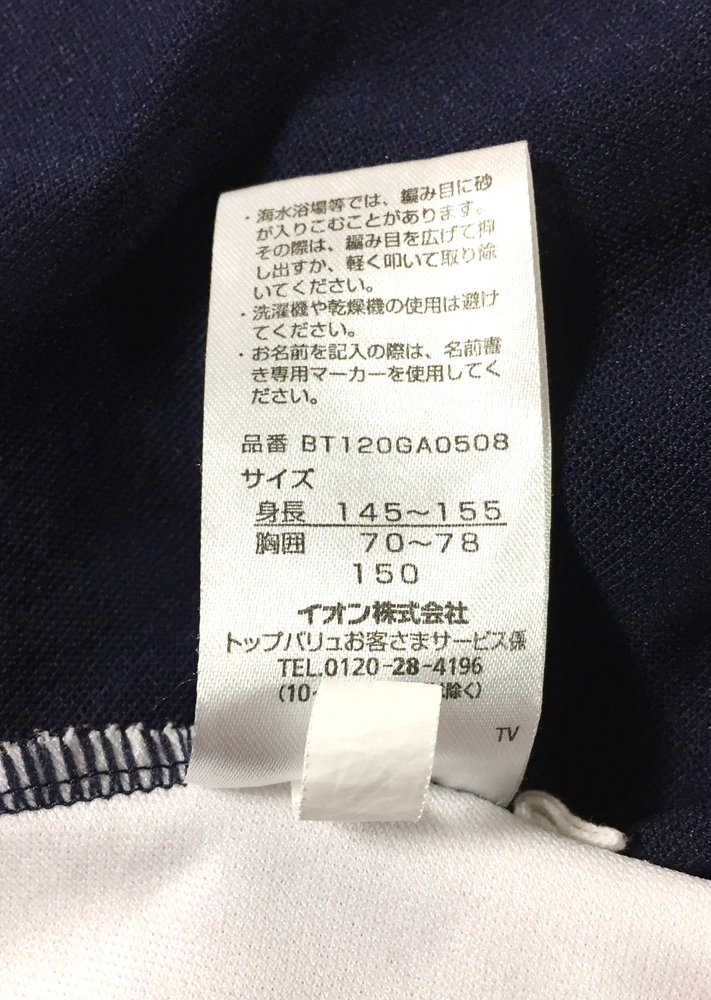 ・海水浴場等では、編み目に砂
が入りこむことがあります。
その際は、編み目を広げて押
し出すか、軽く叩いて取り除
いてください。
・洗濯機や乾燥機の使用は避け
てください。
・お名前を記入の際は、名前書
き専用マーカーを使用してく
ださい。
品番 BT120GA0508
サイズ
身長 145～155
胸囲 70～78
150
イオン株式会社
トップバリュお客さまサービス係
TEL.0120-28-4196
(10 除く)
TV